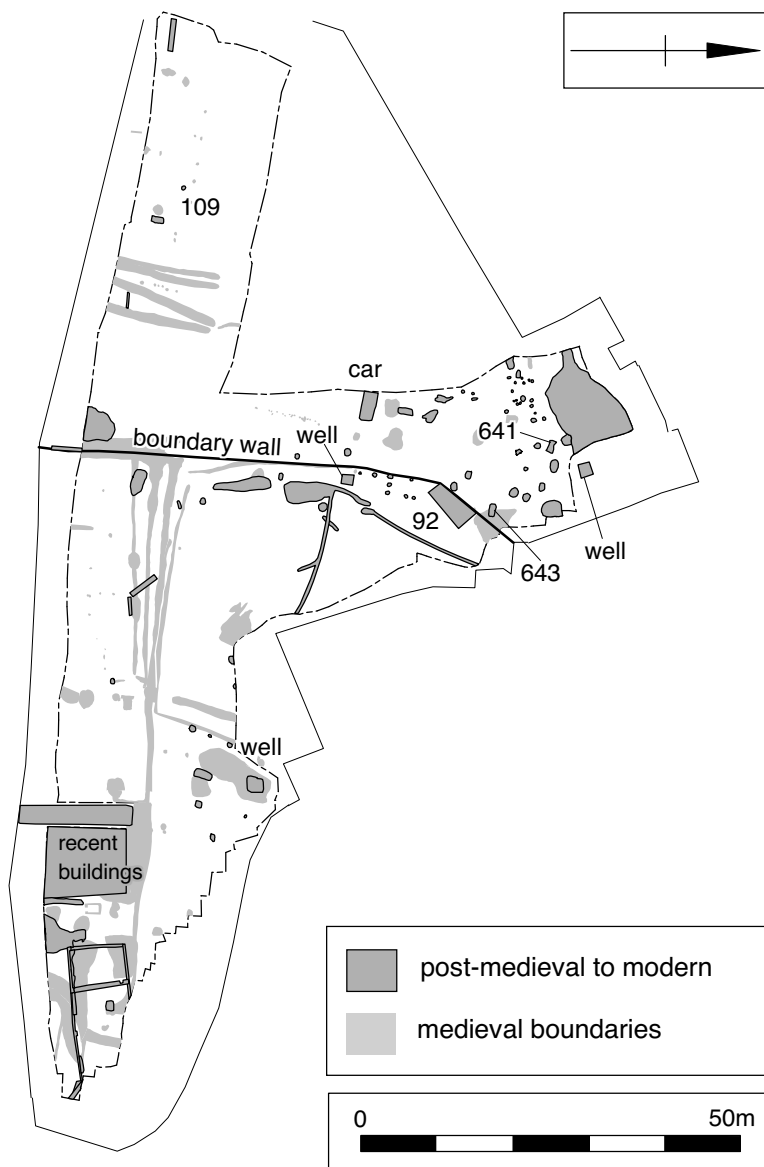 109
car
boundary wall
well
641
92
well
643
well
recent
buildings
post-medieval to modern
medieval boundaries
0 50m